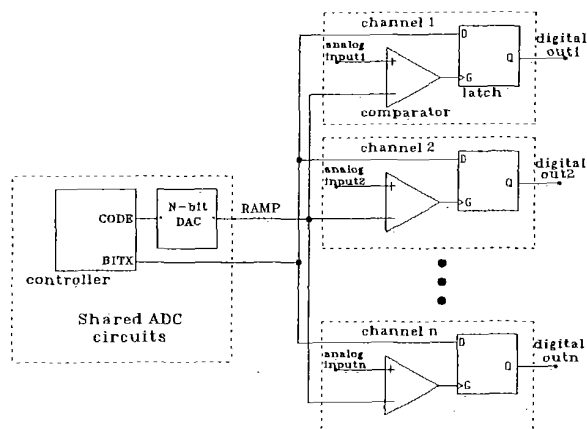 channel 1
analog
input1
+
−
comparator
D
Q
G
latch
digital
out1
channel 2
analog
input2
+
−
D
Q
G
digital
out2
CODE
N-bit
DAC
RAMP
BITX
controller
Shared ADC
circuits
channel n
analog
inputn
+
−
D
Q
G
digital
outn